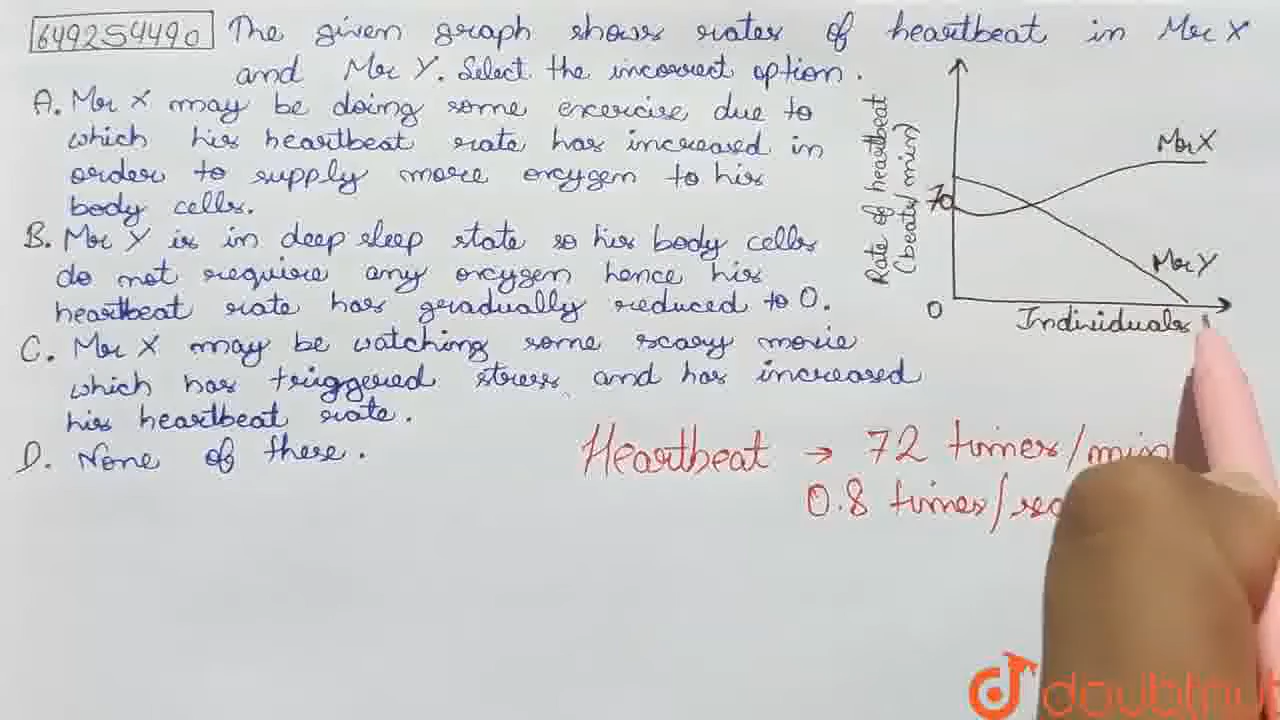 649254490 The given graph shows rates of heartbeat in Mr X
and Mr Y. Select the incorrect option.
A. Mr X may be doing some exercise due to
which his heartbeat rate has increased in
order to supply more oxygen to his
body cells.
B. Mr Y is in deep sleep state so his body cells
do not require any oxygen hence his
heartbeat rate has gradually reduced to 0.
C. Mr X may be watching some scary movie
which has triggered stress and has increased
his heartbeat rate.
D. None of these.
Rate of heartbeat
(beats/min)
70
0
Mr X
Mr Y
Individuals
Heartbeat → 72 times/min
0.8 times/sec
doubtnut